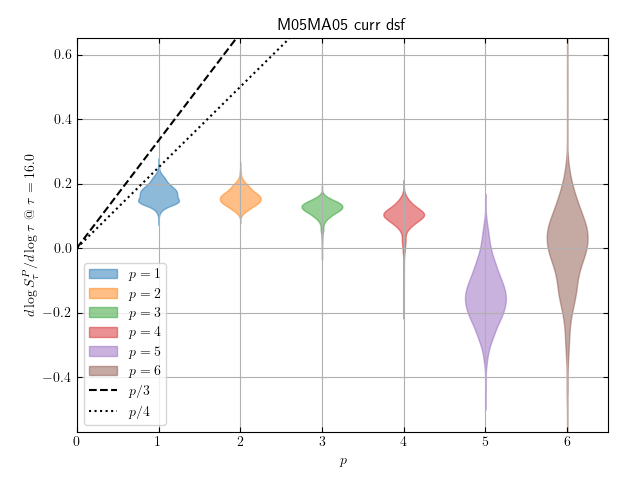 M05MA05 curr dsf
0.6
0.4
0.2
0.0
−0.2
−0.4
d log S_τ^P/d log τ @ τ = 16.0
p = 1
p = 2
p = 3
p = 4
p = 5
p = 6
p/3
p/4
0 1 2 3 4 5 6
p